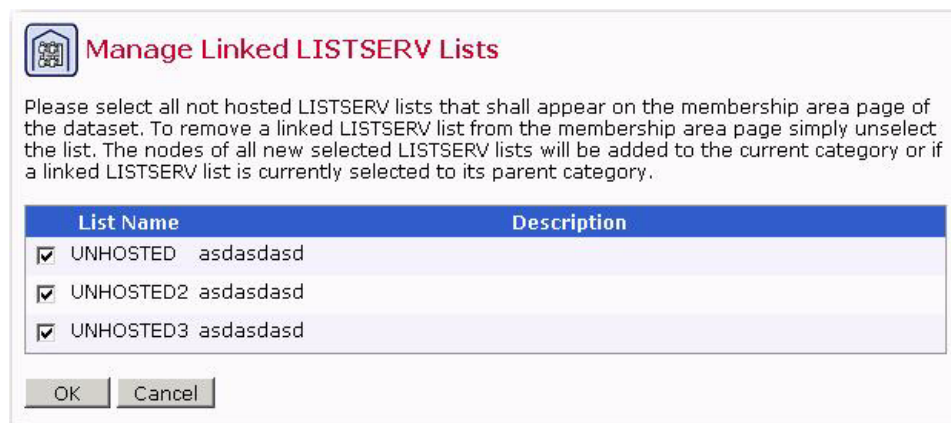 Manage Linked LISTSERV Lists
Please select all not hosted LISTSERV lists that shall appear on the membership area page of
the dataset. To remove a linked LISTSERV list from the membership area page simply unselect
the list. The nodes of all new selected LISTSERV lists will be added to the current category or if
a linked LISTSERV list is currently selected to its parent category.
List Name Description
UNHOSTED asdasdasd
UNHOSTED2 asdasdasd
UNHOSTED3 asdasdasd
OK Cancel